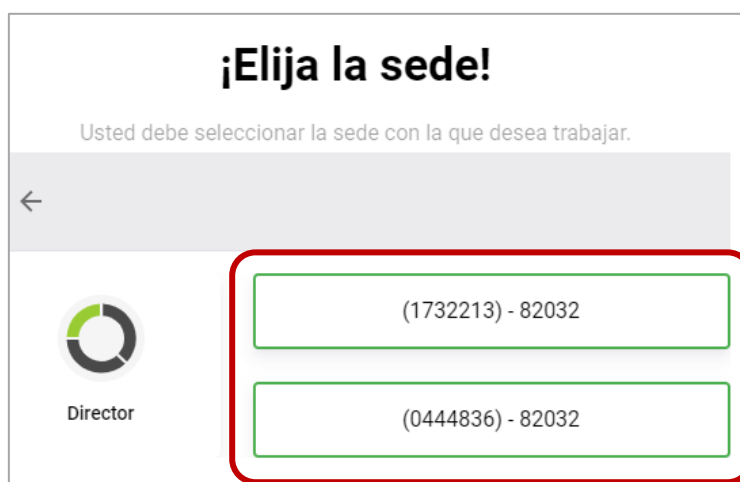 ¡Elija la sede!
Usted debe seleccionar la sede con la que desea trabajar.
(1732213) - 82032
Director
(0444836) - 82032